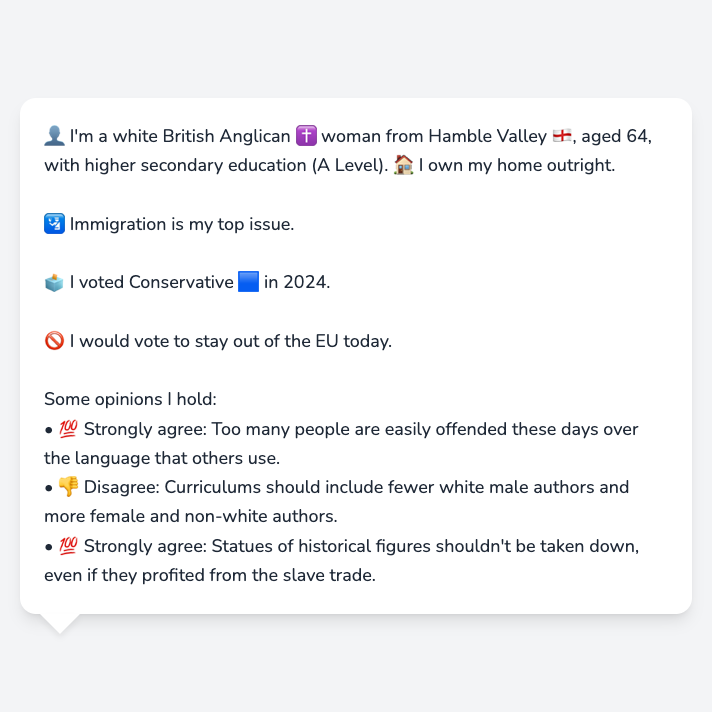 👤 I'm a white British Anglican ✝️ woman from Hamble Valley 🏴󠁧󠁢󠁥󠁮󠁧󠁿, aged 64,
with higher secondary education (A Level). 🏠 I own my home outright.
🛂 Immigration is my top issue.
🗳️ I voted Conservative 🟦 in 2024.
🚫 I would vote to stay out of the EU today.
Some opinions I hold:
• 💯 Strongly agree: Too many people are easily offended these days over
the language that others use.
• 👎 Disagree: Curriculums should include fewer white male authors and
more female and non-white authors.
• 💯 Strongly agree: Statues of historical figures shouldn't be taken down,
even if they profited from the slave trade.